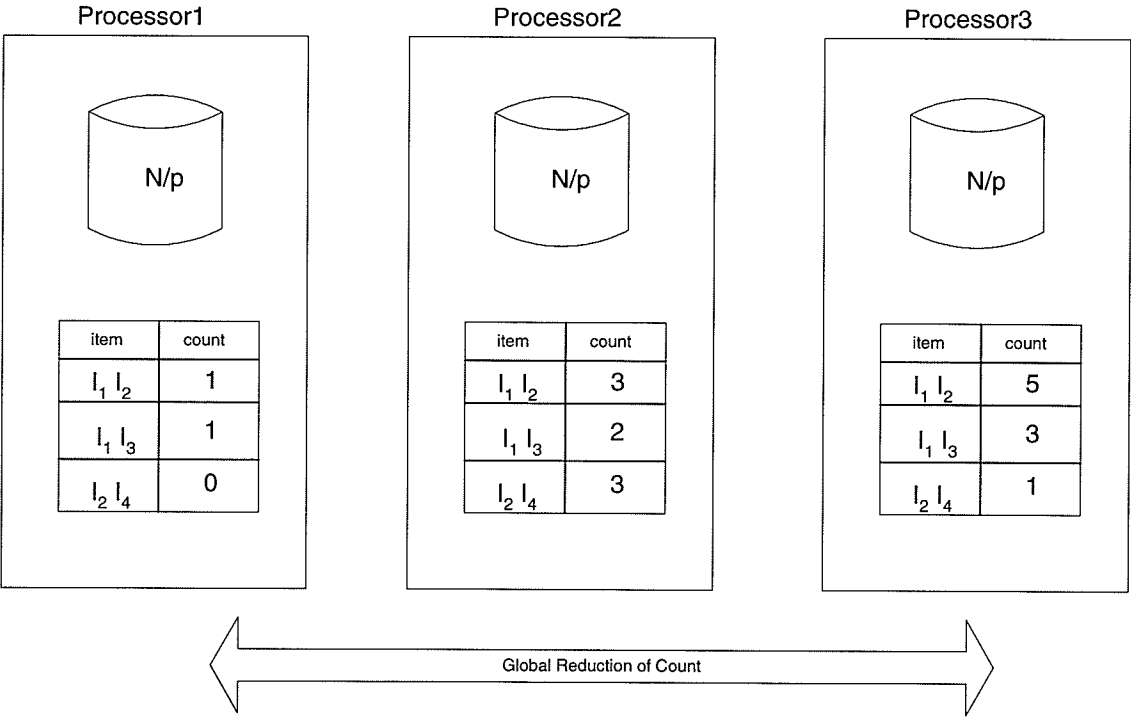 Processor1
N/p
item count
I₁ I₂ 1
I₁ I₃ 1
I₂ I₄ 0
Processor2
N/p
item count
I₁ I₂ 3
I₁ I₃ 2
I₂ I₄ 3
Processor3
N/p
item count
I₁ I₂ 5
I₁ I₃ 3
I₂ I₄ 1
Global Reduction of Count